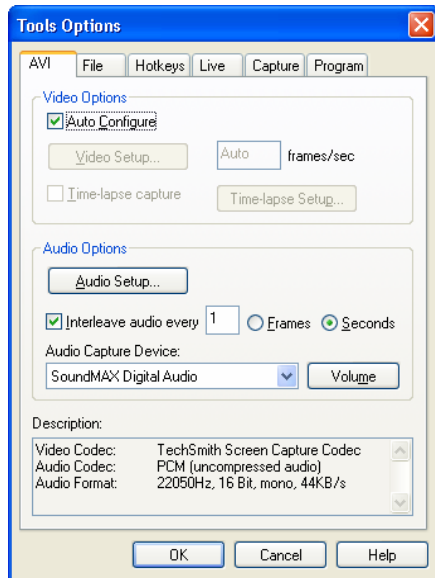 Tools Options
AVI File Hotkeys Live Capture Program
Video Options
Auto Configure
Video Setup... Auto frames/sec
Time-lapse capture Time-lapse Setup...
Audio Options
Audio Setup...
Interleave audio every 1 Frames Seconds
Audio Capture Device:
SoundMAX Digital Audio Volume
Description:
Video Codec: TechSmith Screen Capture Codec
Audio Codec: PCM (uncompressed audio)
Audio Format: 22050Hz, 16 Bit, mono, 44KB/s
OK Cancel Help